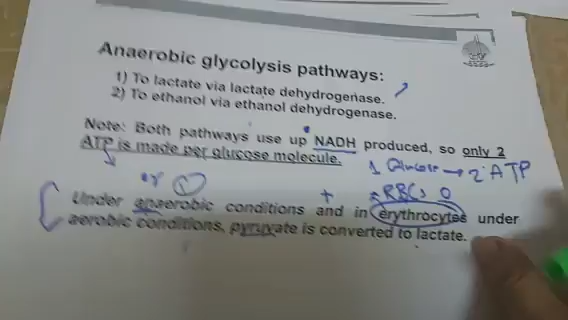 Anaerobic glycolysis pathways:
1) To lactate via lactate dehydrogenase.
2) To ethanol via ethanol dehydrogenase.
Note: Both pathways use up NADH produced, so only 2
ATP is made per glucose molecule.
1 Glucose → 2 ATP
+ RBCs
Under anaerobic conditions and in erythrocytes under
aerobic conditions, pyruvate is converted to lactate.